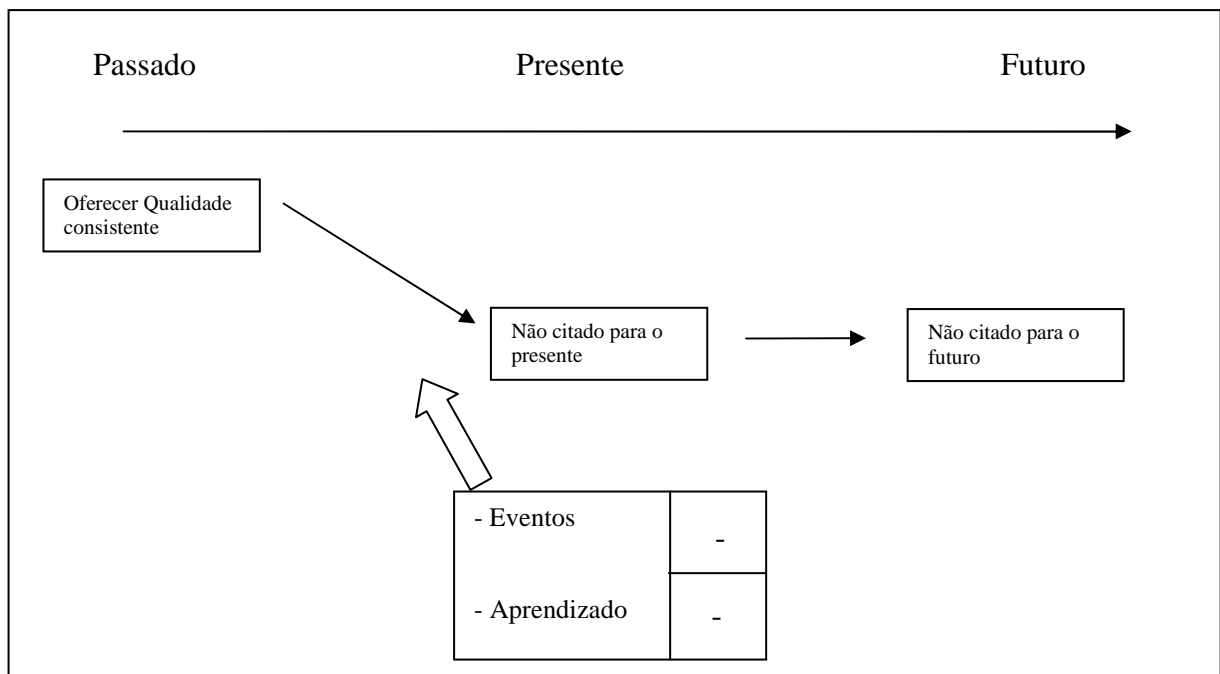 Passado Presente Futuro
Oferecer Qualidade
consistente
Não citado para o
presente
Não citado para o
futuro
- Eventos
-
- Aprendizado
-